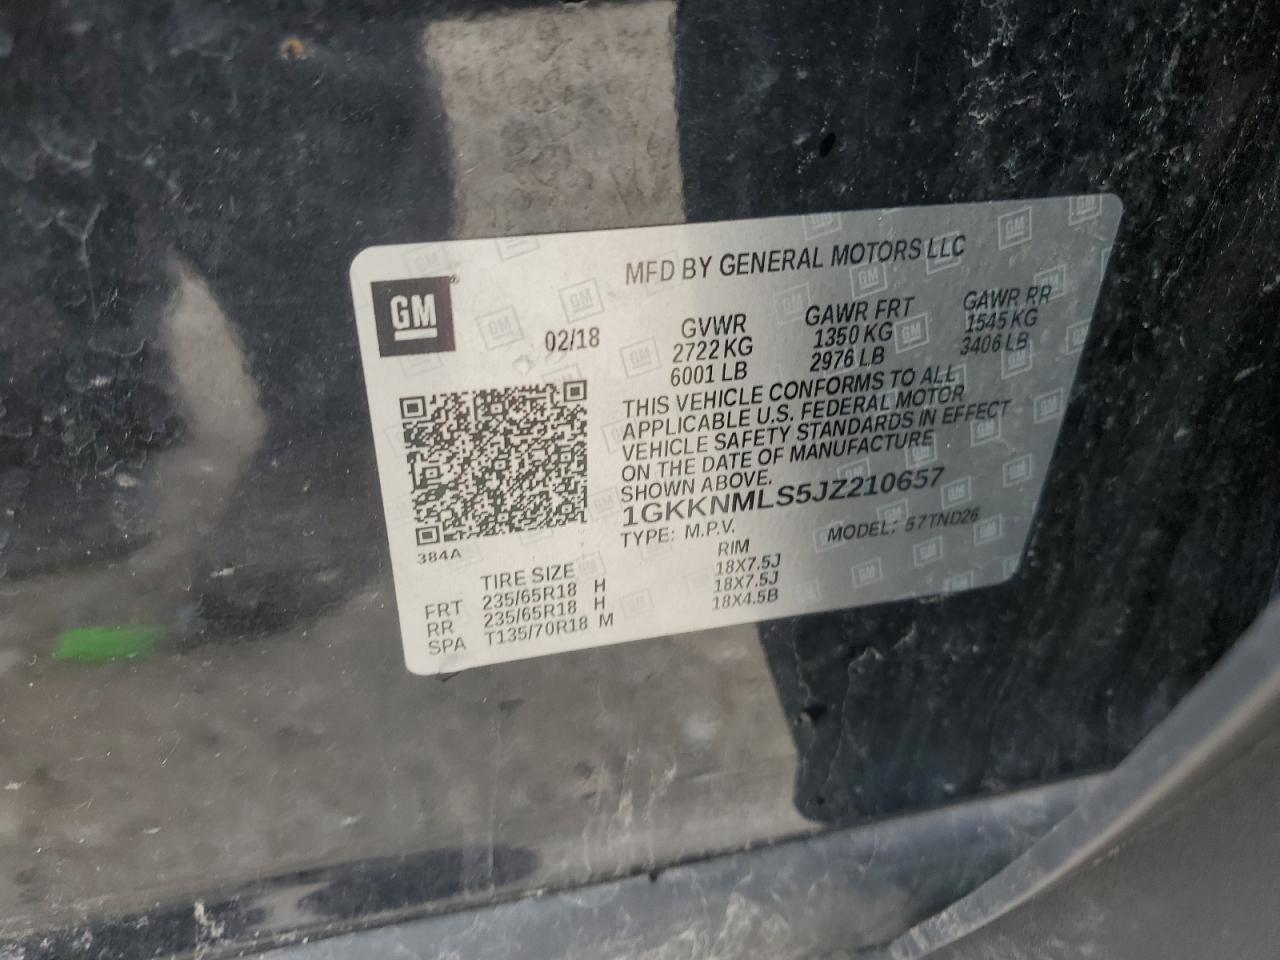 GM
MFD BY GENERAL MOTORS LLC
02/18
GVWR
2722 KG
6001 LB
GAWR FRT
1350 KG
2976 LB
GAWR RR
1545 KG
3406 LB
THIS VEHICLE CONFORMS TO ALL
APPLICABLE U.S. FEDERAL MOTOR
VEHICLE SAFETY STANDARDS IN EFFECT
ON THE DATE OF MANUFACTURE
SHOWN ABOVE.
1GKKNMLS5JZ210657
TYPE: M.P.V. MODEL: 57TND26
384A
TIRE SIZE RIM
FRT 235/65R18 H 18X7.5J
RR 235/65R18 H 18X7.5J
SPA T135/70R18 M 18X4.5B